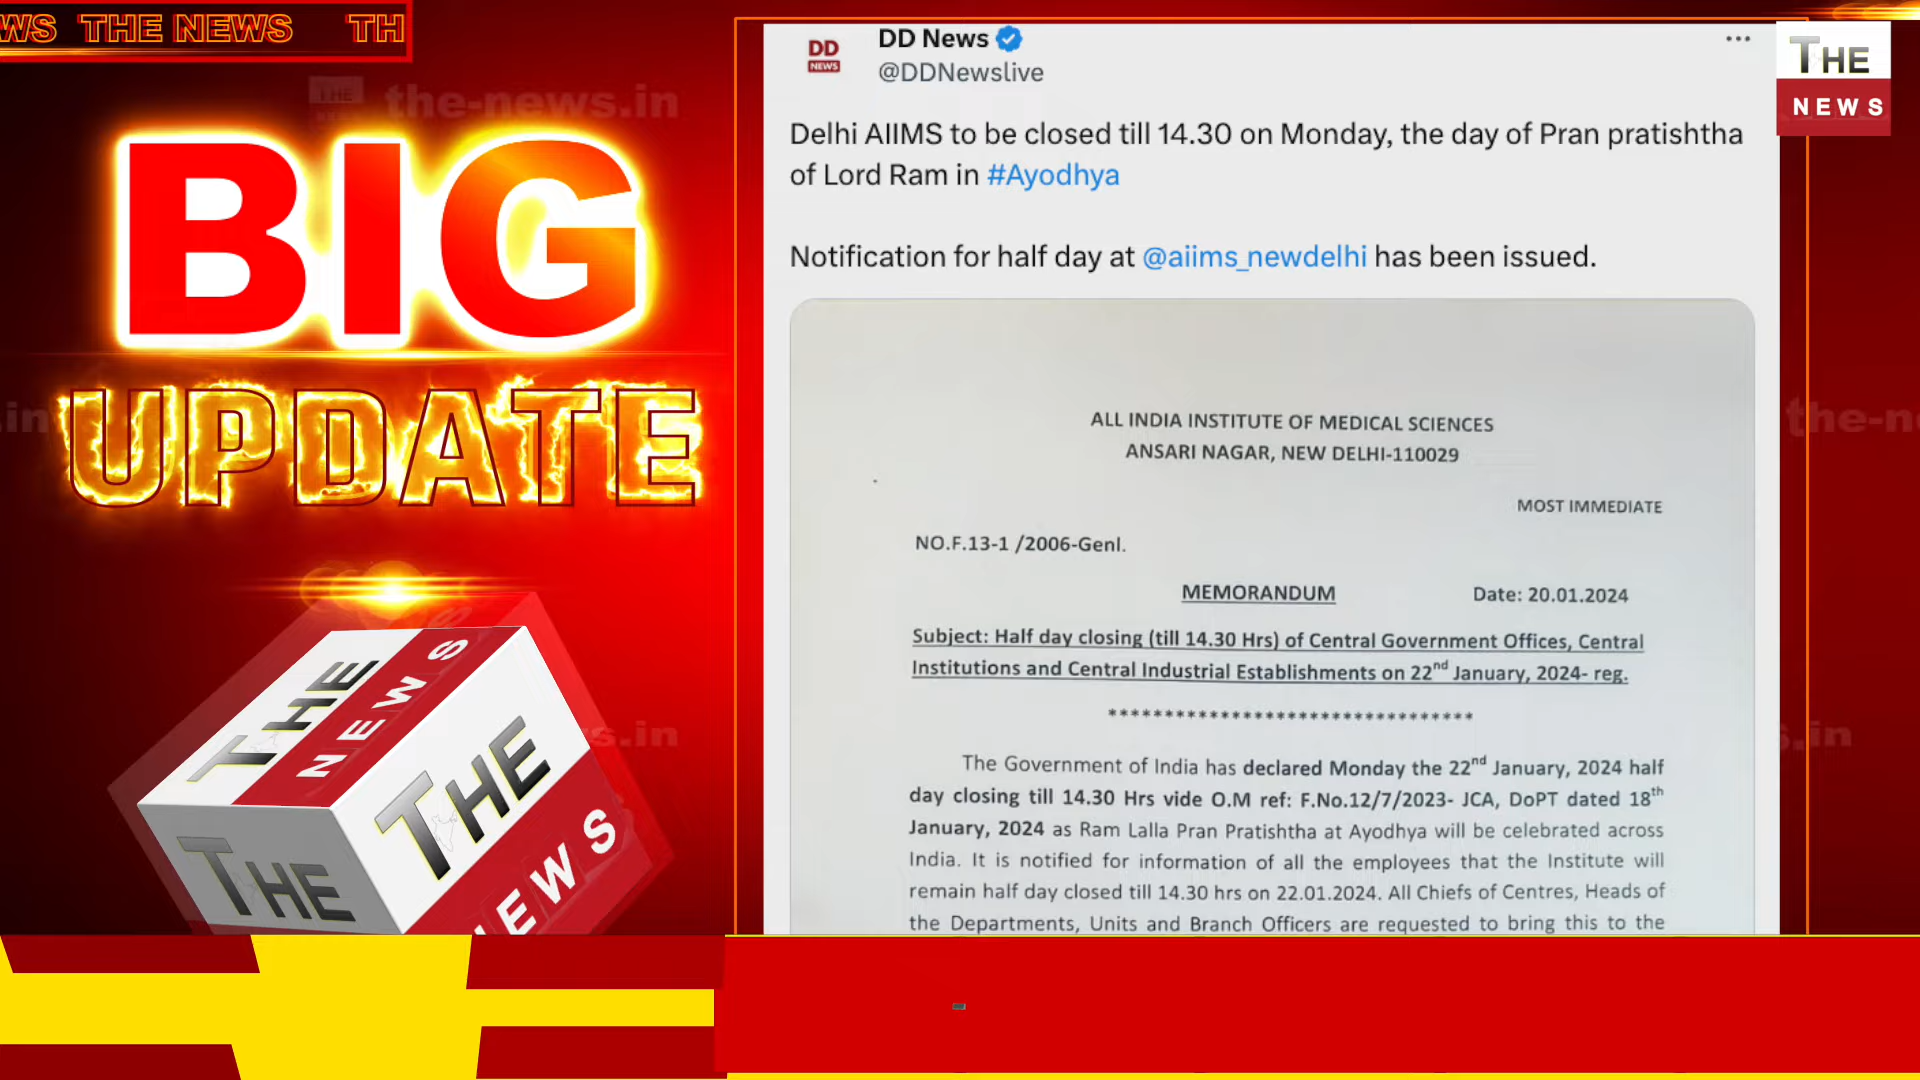 WS THE NEWS TH
THE
the-news.in
BIG
UPDATE
THE
NEWS
THE
NEWS
THE
s.in
DD
NEWS
DD News
@DDNewslive
Delhi AIIMS to be closed till 14.30 on Monday, the day of Pran pratishtha
of Lord Ram in #Ayodhya
Notification for half day at @aiims_newdelhi has been issued.
ALL INDIA INSTITUTE OF MEDICAL SCIENCES
ANSARI NAGAR, NEW DELHI-110029
MOST IMMEDIATE
NO.F.13-1 /2006-Genl.
MEMORANDUM Date: 20.01.2024
Subject: Half day closing (till 14.30 Hrs) of Central Government Offices, Central
Institutions and Central Industrial Establishments on 22nd January, 2024- reg.
*********************************
The Government of India has declared Monday the 22nd January, 2024 half
day closing till 14.30 Hrs vide O.M ref: F.No.12/7/2023- JCA, DoPT dated 18th
January, 2024 as Ram Lalla Pran Pratishtha at Ayodhya will be celebrated across
India. It is notified for information of all the employees that the Institute will
remain half day closed till 14.30 hrs on 22.01.2024. All Chiefs of Centres, Heads of
the Departments, Units and Branch Officers are requested to bring this to the
THE
NEWS
the-n
s.in